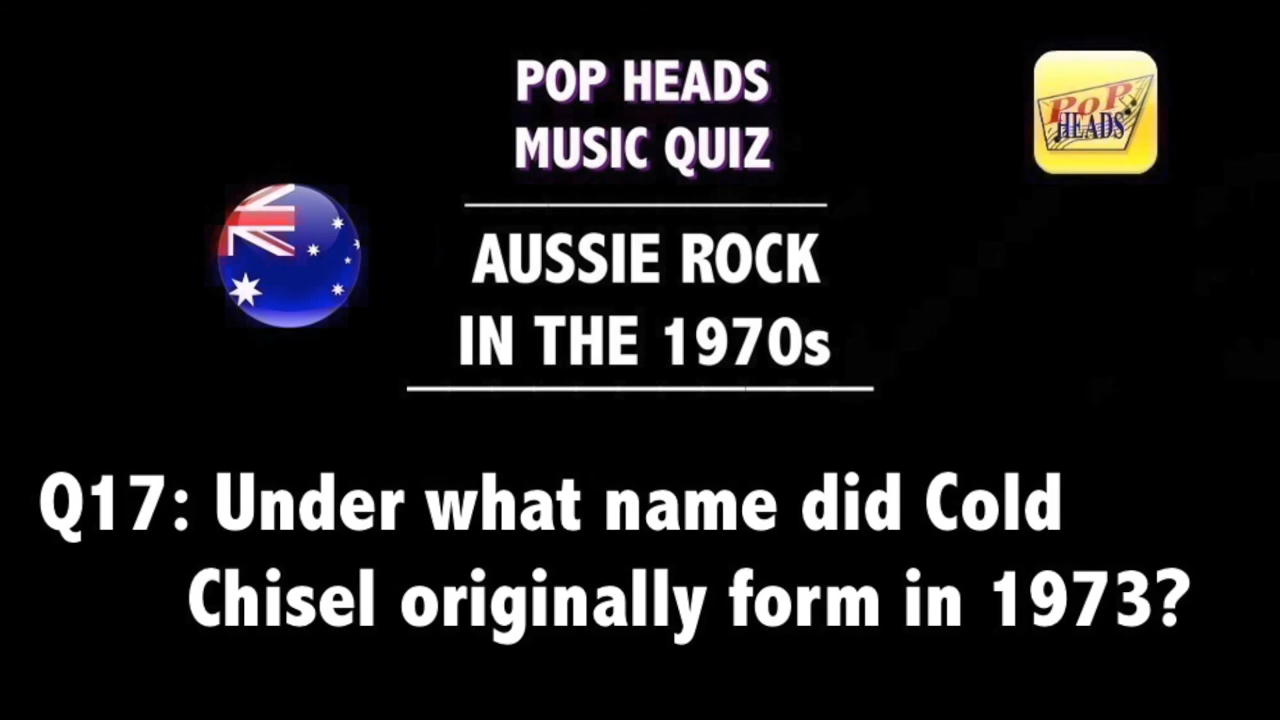 POP HEADS
MUSIC QUIZ
PoP
HEADS
AUSSIE ROCK
IN THE 1970s
Q17: Under what name did Cold
Chisel originally form in 1973?